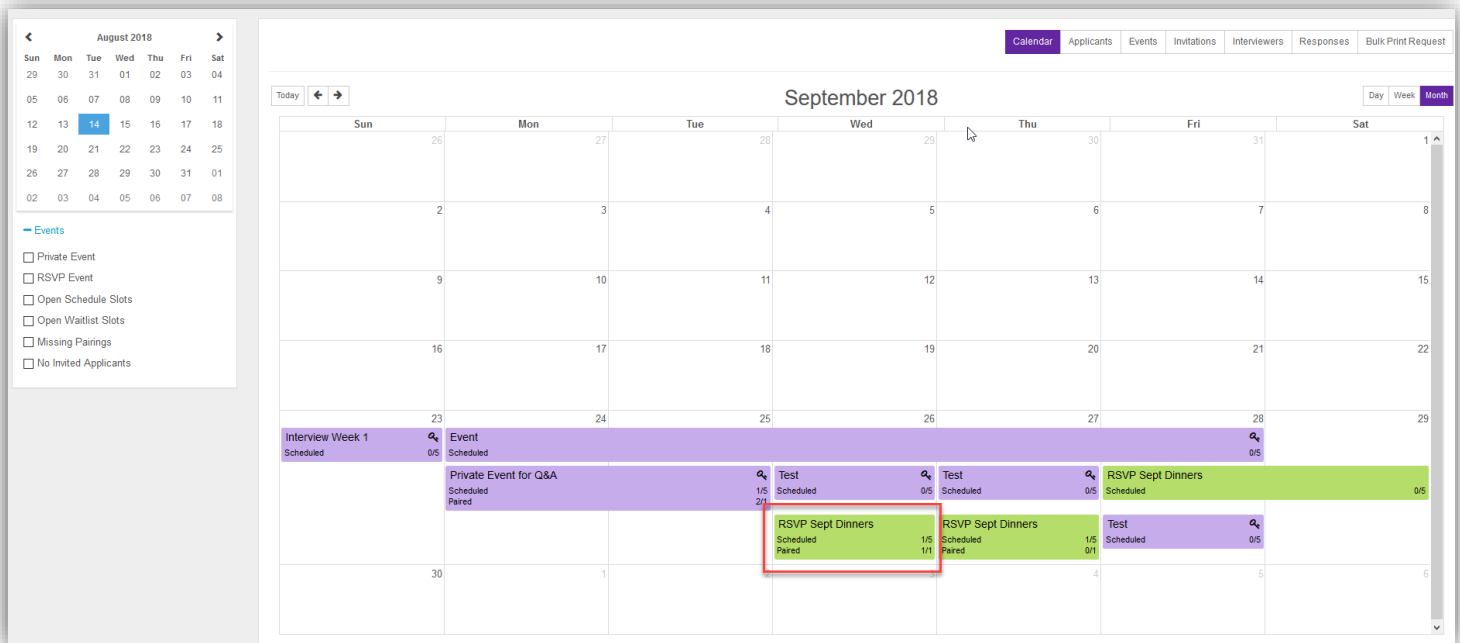 August 2018
Sun Mon Tue Wed Thu Fri Sat
29 30 31 01 02 03 04
05 06 07 08 09 10 11
12 13 14 15 16 17 18
19 20 21 22 23 24 25
26 27 28 29 30 31 01
02 03 04 05 06 07 08
Events
Private Event
RSVP Event
Open Schedule Slots
Open Waitlist Slots
Missing Pairings
No Invited Applicants
Calendar Applicants Events Invitations Interviewers Responses Bulk Print Request
Today September 2018 Day Week Month
Sun Mon Tue Wed Thu Fri Sat
26 27 28 29 30 31 1
2 3 4 5 6 7 8
9 10 11 12 13 14 15
16 17 18 19 20 21 22
23 24 25 26 27 28 29
Interview Week 1 Event
Scheduled 0/5 Scheduled 0/5
Private Event for Q&A Test Test RSVP Sept Dinners
Scheduled 1/5 Scheduled 0/5 Scheduled 0/5 Scheduled 0/5
Paired 2/1
RSVP Sept Dinners RSVP Sept Dinners Test
Scheduled 1/5 Scheduled 1/5 Scheduled 0/5
Paired 1/1 Paired 0/1
30 1 2 3 4 5 6